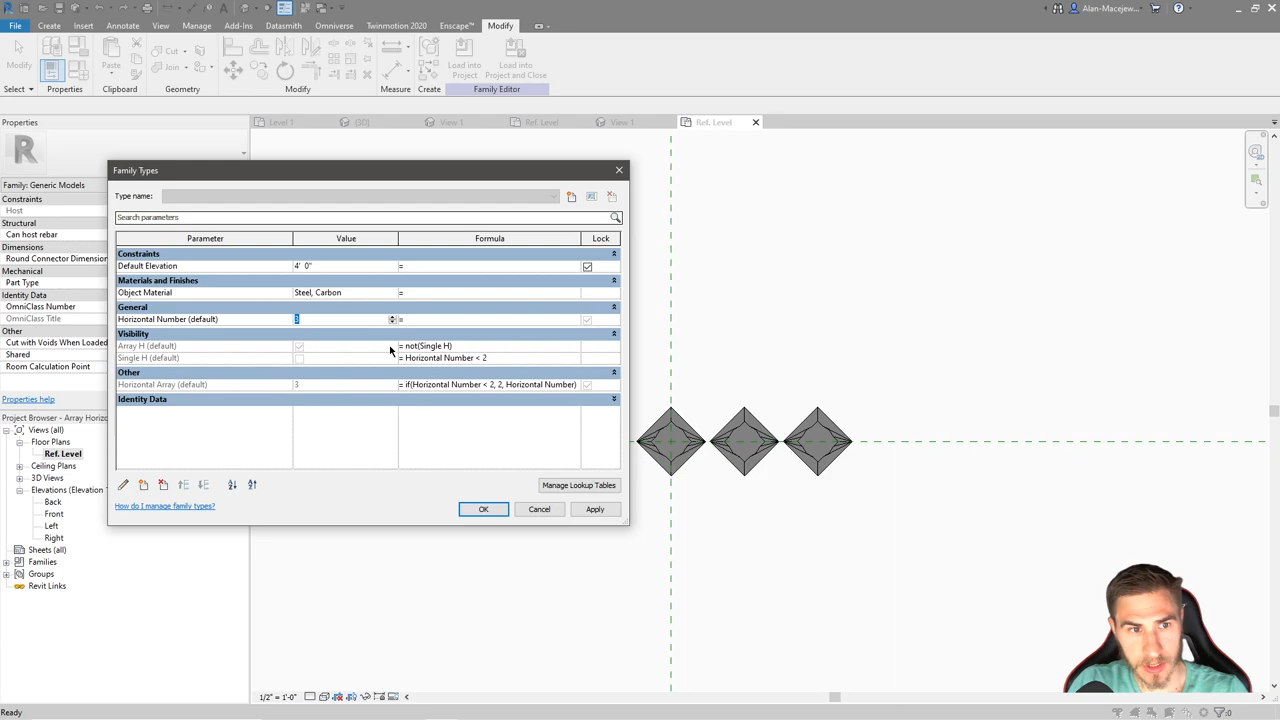 Alan-Macejew...
File Create Insert Annotate View Manage Add-Ins Datasmith Omniverse Twinmotion 2020 Enscape™ Modify
Modify Paste Cut Join Load into Project Load into Project and Close
Select Properties Clipboard Geometry Modify Measure Create Family Editor
Properties
Level 1 (3D) View 1 Ref. Level View 1 Ref. Level
Family: Generic Models
Constraints
Host
Structural
Can host rebar
Dimensions
Round Connector Dimension
Mechanical
Part Type
Identity Data
OmniClass Number
OmniClass Title
Other
Shared
Cut with Voids When Loaded
Room Calculation Point
Properties help
Project Browser - Array Horizo
Views (all)
Floor Plans
Ref. Level
Ceiling Plans
3D Views
Elevations (Elevation
Back
Front
Left
Right
Sheets (all)
Families
Groups
Revit Links
Family Types
Type name:
Search parameters
Parameter Value Formula Lock
Constraints
Default Elevation 4' 0" =
Materials and Finishes
Object Material Steel, Carbon =
General
Horizontal Number (default) 3 =
Visibility
Array H (default) = not(Single H)
Single H (default) = Horizontal Number < 2
Other
Horizontal Array (default) 3 = if(Horizontal Number < 2, 2, Horizontal Number)
Identity Data
Manage Lookup Tables
How do I manage family types?
OK Cancel Apply
1/2" = 1'-0"
Ready
:0